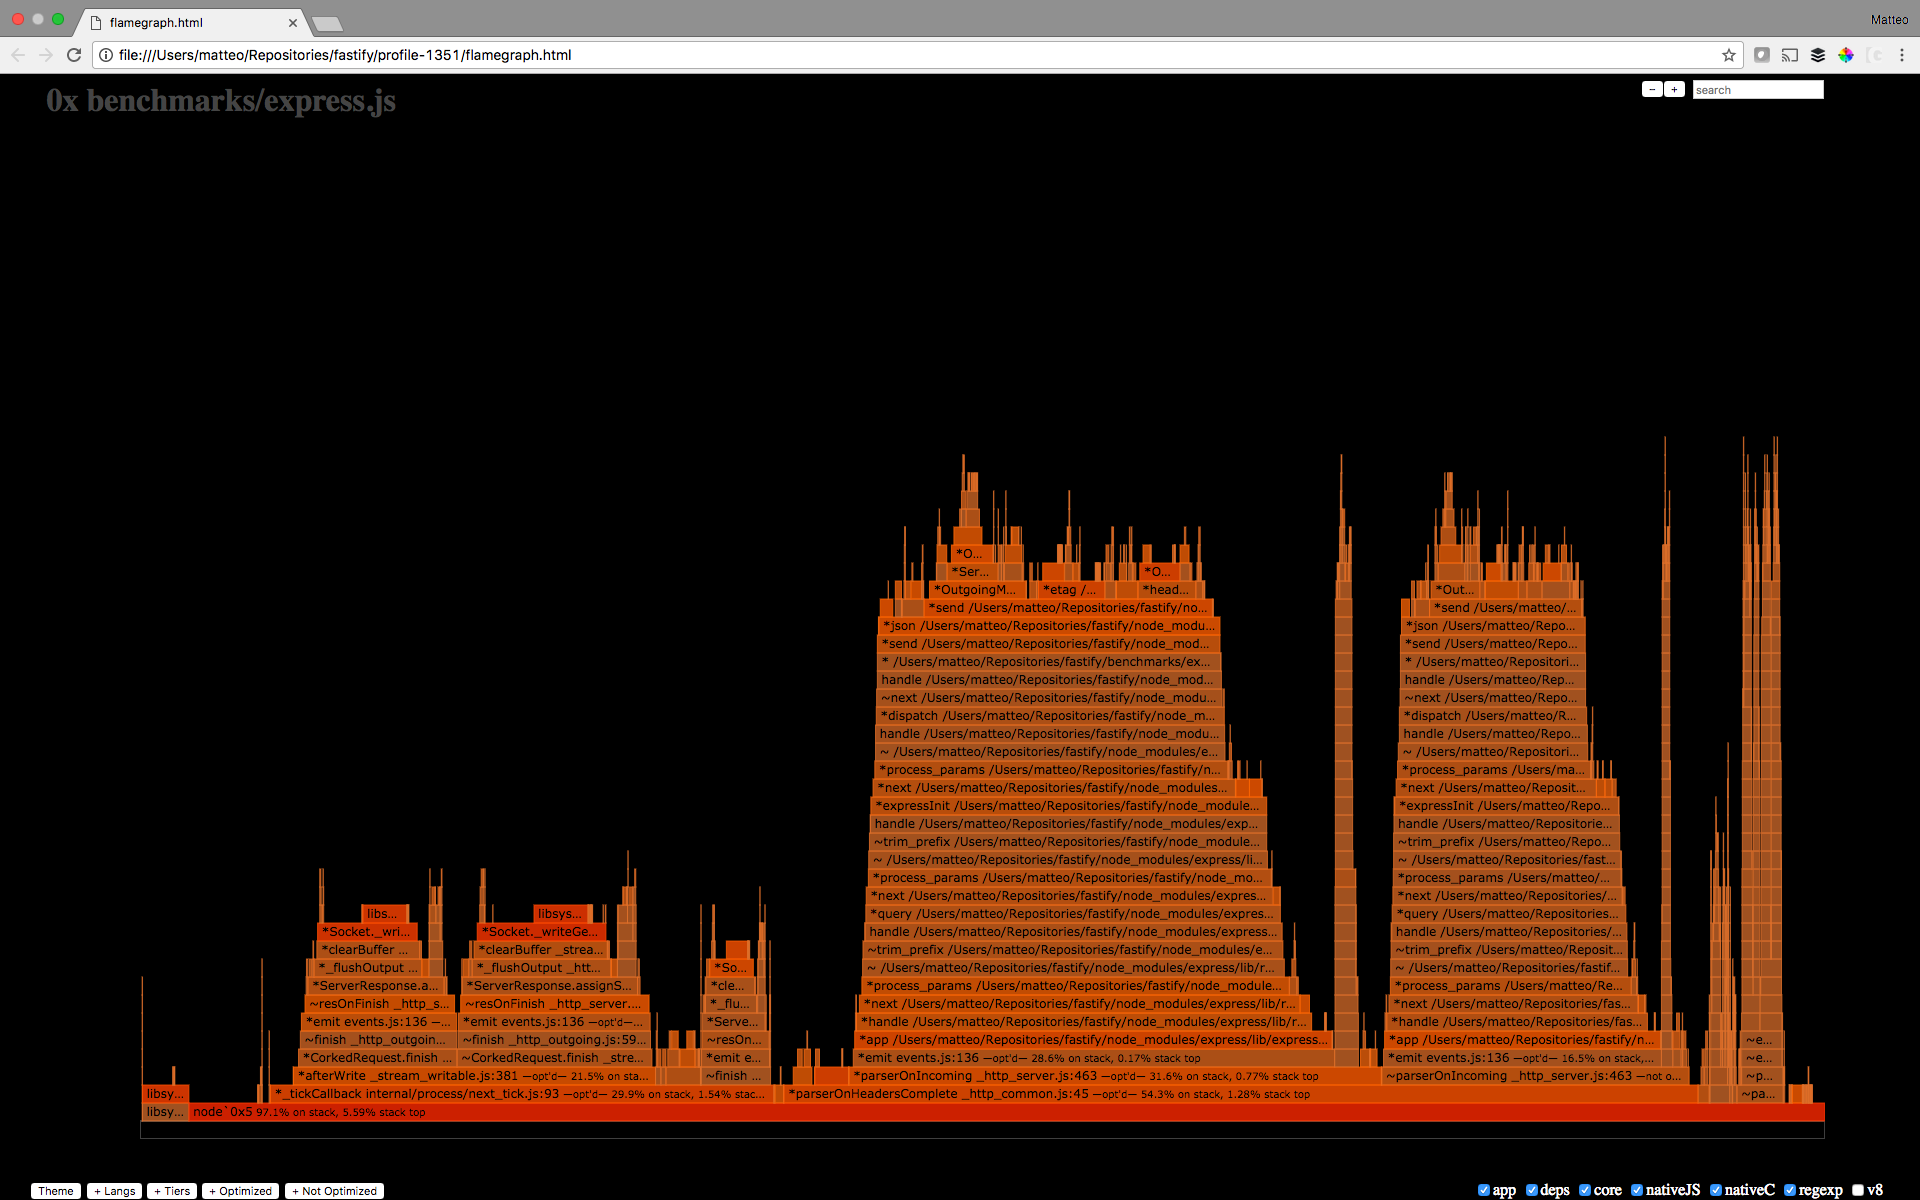 flamegraph.html
Matteo
file:///Users/matteo/Repositories/fastify/profile-1351/flamegraph.html
0x benchmarks/express.js
–
+
search
*O...
*Ser...
*O...
*OutgoingM...
*etag /...
*head...
*Out...
*send /Users/matteo/Repositories/fastify/no...
*send /Users/matteo/...
*json /Users/matteo/Repositories/fastify/node_modu...
*json /Users/matteo/Repo...
*send /Users/matteo/Repositories/fastify/node_mod...
*send /Users/matteo/Repo...
* /Users/matteo/Repositories/fastify/benchmarks/ex...
* /Users/matteo/Repositori...
handle /Users/matteo/Repositories/fastify/node_mod...
handle /Users/matteo/Rep...
~next /Users/matteo/Repositories/fastify/node_modu...
~next /Users/matteo/Repo...
*dispatch /Users/matteo/Repositories/fastify/node_m...
*dispatch /Users/matteo/R...
handle /Users/matteo/Repositories/fastify/node_modu...
handle /Users/matteo/Repo...
~ /Users/matteo/Repositories/fastify/node_modules/e...
~ /Users/matteo/Repositori...
*process_params /Users/matteo/Repositories/fastify/n...
*process_params /Users/ma...
*next /Users/matteo/Repositories/fastify/node_modules...
*next /Users/matteo/Reposit...
*expressInit /Users/matteo/Repositories/fastify/node_module...
*expressInit /Users/matteo/Repo...
handle /Users/matteo/Repositories/fastify/node_modules/exp...
handle /Users/matteo/Repositorie...
~trim_prefix /Users/matteo/Repositories/fastify/node_module...
~trim_prefix /Users/matteo/Repo...
~ /Users/matteo/Repositories/fastify/node_modules/express/li...
~ /Users/matteo/Repositories/fast...
*process_params /Users/matteo/Repositories/fastify/node_mo...
*process_params /Users/matteo/...
*next /Users/matteo/Repositories/fastify/node_modules/expres...
*next /Users/matteo/Repositories/...
libs...
libsys...
*query /Users/matteo/Repositories/fastify/node_modules/expres...
*query /Users/matteo/Repositories...
*Socket._wri...
*Socket._writeGe...
handle /Users/matteo/Repositories/fastify/node_modules/express...
handle /Users/matteo/Repositories/...
*clearBuffer ...
*clearBuffer _strea...
~trim_prefix /Users/matteo/Repositories/fastify/node_modules/e...
~trim_prefix /Users/matteo/Reposit...
*_flushOutput ...
*_flushOutput _htt...
*So...
~ /Users/matteo/Repositories/fastify/node_modules/express/lib/r...
~ /Users/matteo/Repositories/fastif...
*ServerResponse.a...
*ServerResponse.assignS...
*cle...
*process_params /Users/matteo/Repositories/fastify/node_modules/e...
*process_params /Users/matteo/Re...
~resOnFinish _http_s...
~resOnFinish _http_server....
*_flu...
*next /Users/matteo/Repositories/fastify/node_modules/express/lib/r...
*next /Users/matteo/Repositories/fas...
*emit events.js:136 —...
*emit events.js:136 —opt'd—...
*Serve...
*handle /Users/matteo/Repositories/fastify/node_modules/express/lib/r...
*handle /Users/matteo/Repositories/fas...
~finish _http_outgoin...
~finish _http_outgoing.js:59...
~resOn...
*app /Users/matteo/Repositories/fastify/node_modules/express/lib/express...
*app /Users/matteo/Repositories/fastify/n...
~e...
*CorkedRequest.finish ...
~CorkedRequest.finish _stre...
*emit e...
*emit events.js:136 —opt'd— 28.6% on stack, 0.17% stack top
*emit events.js:136 —opt'd— 16.5% on stack,...
~e...
*afterWrite _stream_writable.js:381 —opt'd— 21.5% on sta...
~finish ...
*parserOnIncoming _http_server.js:463 —opt'd— 31.6% on stack, 0.77% stack top
~parserOnIncoming _http_server.js:463 —not o...
~p...
libsy...
*_tickCallback internal/process/next_tick.js:93 —opt'd— 29.9% on stack, 1.54% stac...
*parserOnHeadersComplete _http_common.js:45 —opt'd— 54.3% on stack, 1.28% stack top
~pa...
libsy...
node`0x5 97.1% on stack, 5.59% stack top
Theme
+ Langs
+ Tiers
+ Optimized
+ Not Optimized
app
deps
core
nativeJS
nativeC
regexp
v8